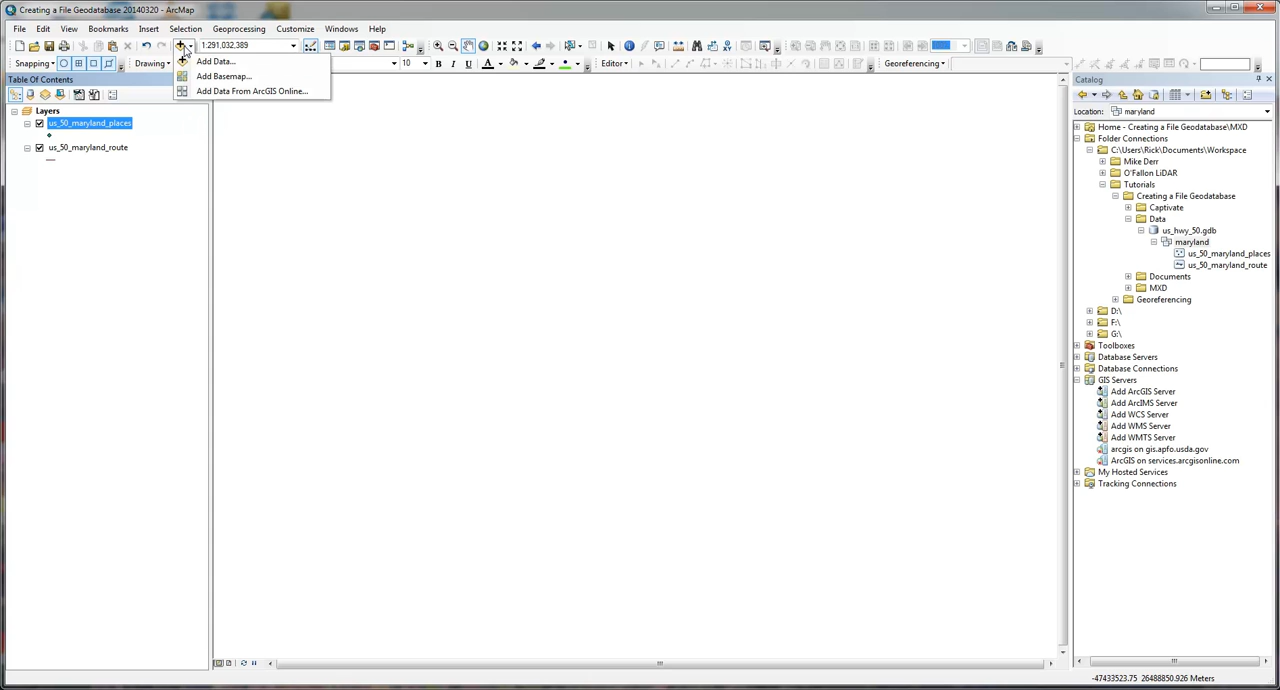 Creating a File Geodatabase 20140320 - ArcMap
File Edit View Bookmarks Insert Selection Geoprocessing Customize Windows Help
1:291,032,389
Snapping Drawing 10 B I U A Editor Georeferencing
Add Data...
Add Basemap...
Add Data From ArcGIS Online...
Table Of Contents
Layers
us_50_maryland_places
us_50_maryland_route
Catalog
Location: maryland
Home - Creating a File Geodatabase\MXD
Folder Connections
C:\Users\Rick\Documents\Workspace
Mike Derr
O'Fallon LiDAR
Tutorials
Creating a File Geodatabase
Captivate
Data
us_hwy_50.gdb
maryland
us_50_maryland_places
us_50_maryland_route
Documents
MXD
Georeferencing
D:\
F:\
G:\
Toolboxes
Database Servers
Database Connections
GIS Servers
Add ArcGIS Server
Add ArcIMS Server
Add WCS Server
Add WMS Server
Add WMTS Server
arcgis on gis.apfo.usda.gov
ArcGIS on services.arcgisonline.com
My Hosted Services
Tracking Connections
-47433523.75 26488850.926 Meters